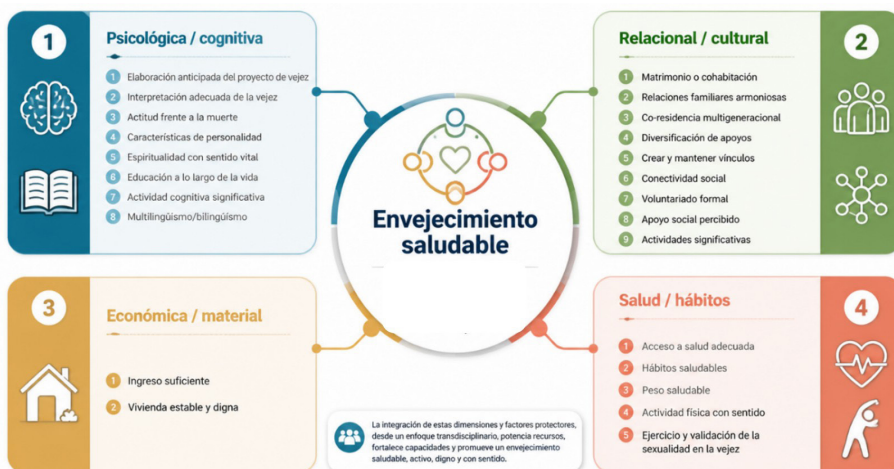 1
Psicológica / cognitiva
1 Elaboración anticipada del proyecto de vejez
2 Interpretación adecuada de la vejez
3 Actitud frente a la muerte
4 Características de personalidad
5 Espiritualidad con sentido vital
6 Educación a lo largo de la vida
7 Actividad cognitiva significativa
8 Multilingüismo/bilingüísmo
Relacional / cultural
2
1 Matrimonio o cohabitación
2 Relaciones familiares armoniosas
3 Co-residencia multigeneracional
4 Diversificación de apoyos
5 Crear y mantener vínculos
6 Conectividad social
7 Voluntariado formal
8 Apoyo social percibido
9 Actividades significativas
Envejecimiento
saludable
3
Económica / material
1 Ingreso suficiente
2 Vivienda estable y digna
Salud / hábitos
4
1 Acceso a salud adecuada
2 Hábitos saludables
3 Peso saludable
4 Actividad física con sentido
5 Ejercicio y validación de la
sexualidad en la vejez
La integración de estas dimensiones y factores protectores,
desde un enfoque transdisciplinario, potencia recursos,
fortalece capacidades y promueve un envejecimiento
saludable, activo, digno y con sentido.